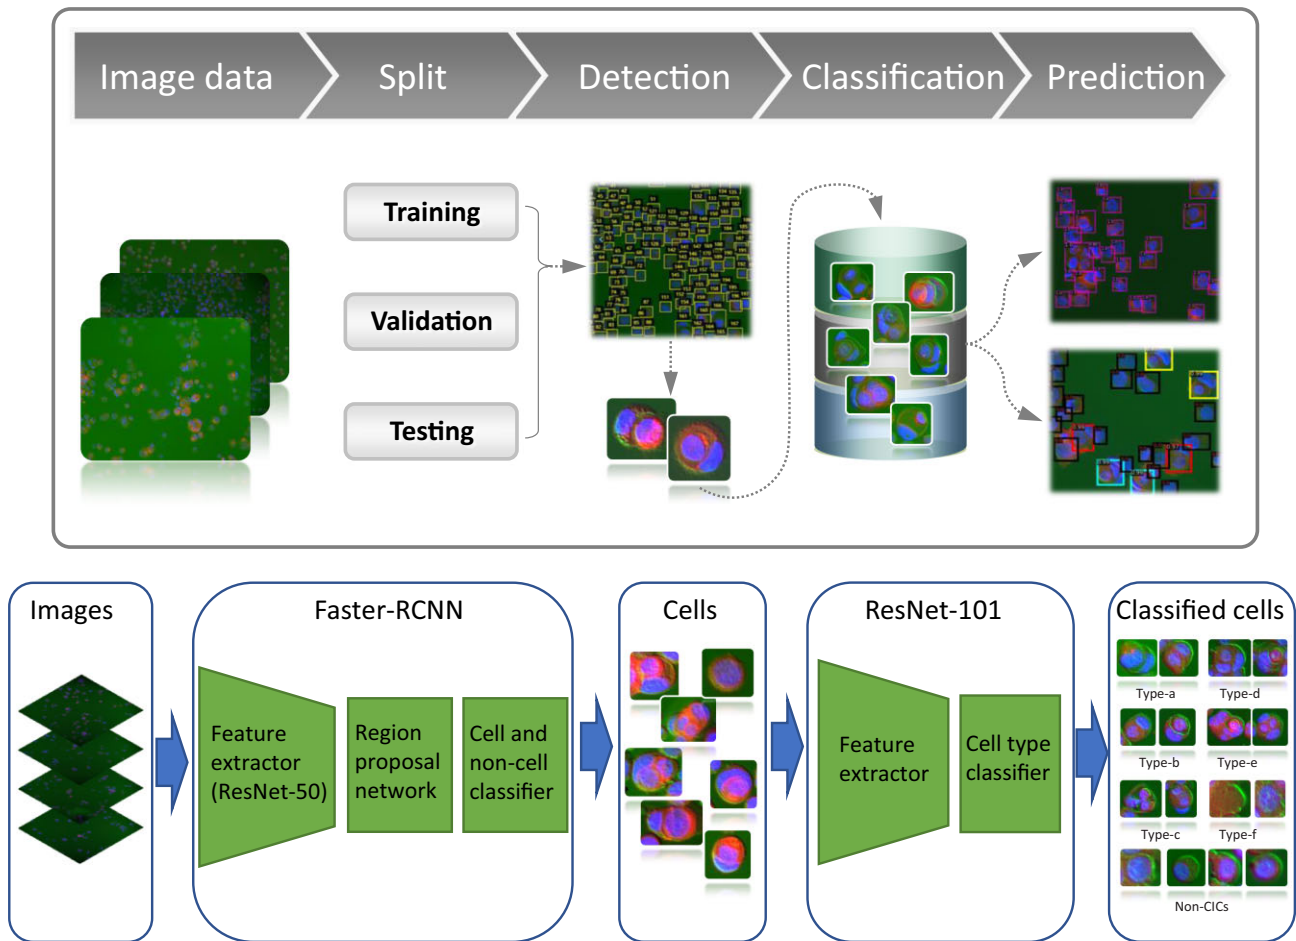 Image data
Split
Detection
Classification
Prediction
Training
Validation
Testing
Images
Faster-RCNN
Cells
ResNet-101
Classified cells
Feature
extractor
(ResNet-50)
Region
proposal
network
Cell and
non-cell
classifier
Feature
extractor
Cell type
classifier
Type-a
Type-d
Type-b
Type-e
Type-c
Type-f
Non-CICs